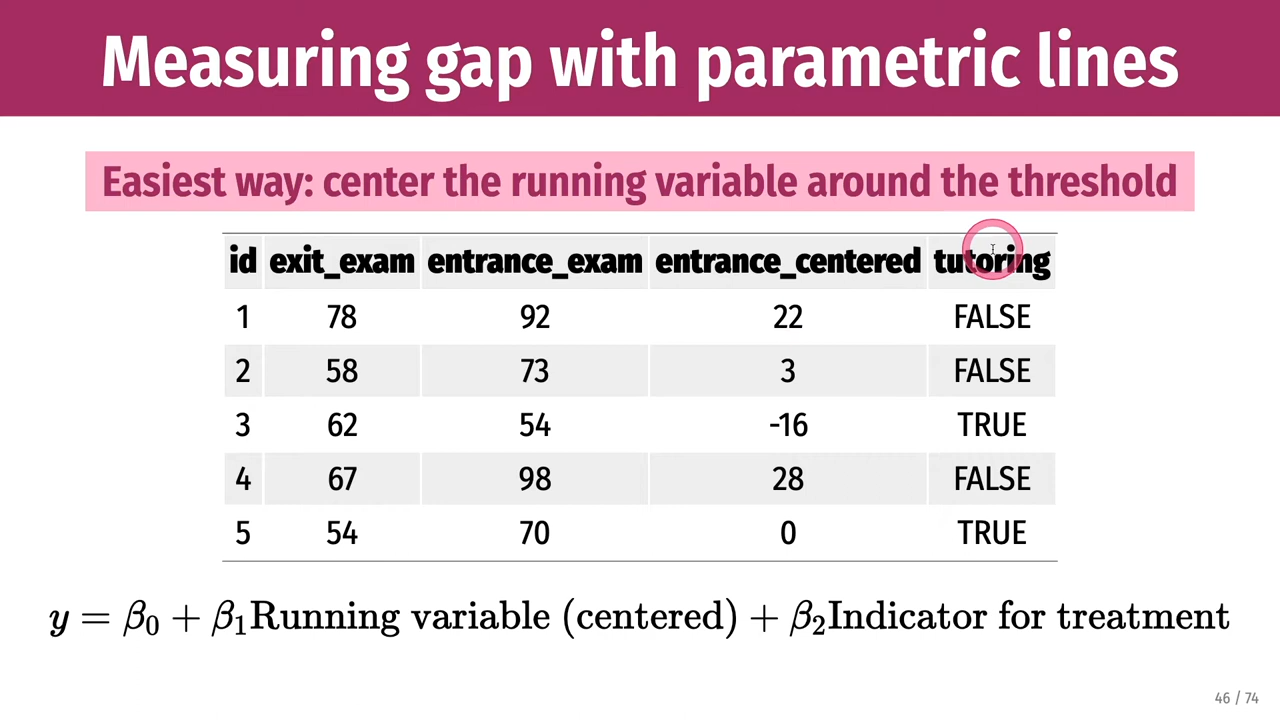 Measuring gap with parametric lines
Easiest way: center the running variable around the threshold
id exit_exam entrance_exam entrance_centered tutoring
1 78 92 22 FALSE
2 58 73 3 FALSE
3 62 54 -16 TRUE
4 67 98 28 FALSE
5 54 70 0 TRUE
y = β₀ + β₁Running variable (centered) + β₂Indicator for treatment
46 / 74